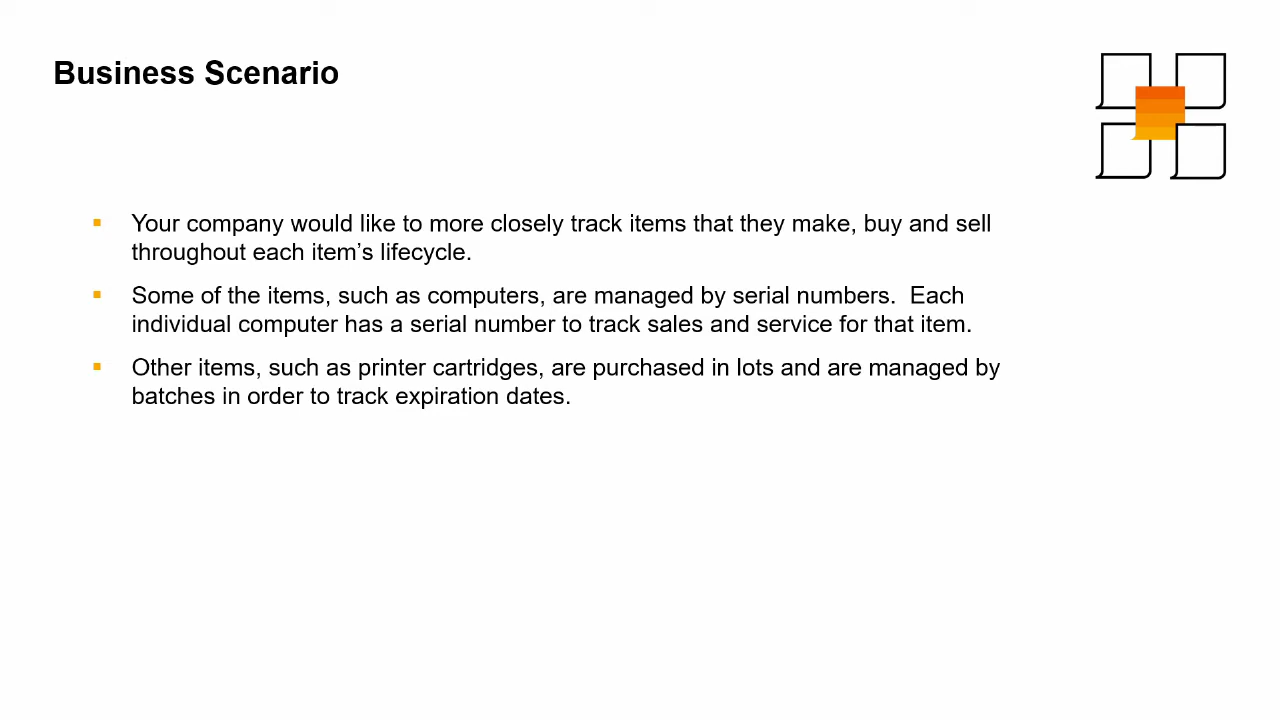 Business Scenario
Your company would like to more closely track items that they make, buy and sell
throughout each item’s lifecycle.
Some of the items, such as computers, are managed by serial numbers.  Each
individual computer has a serial number to track sales and service for that item.
Other items, such as printer cartridges, are purchased in lots and are managed by
batches in order to track expiration dates.